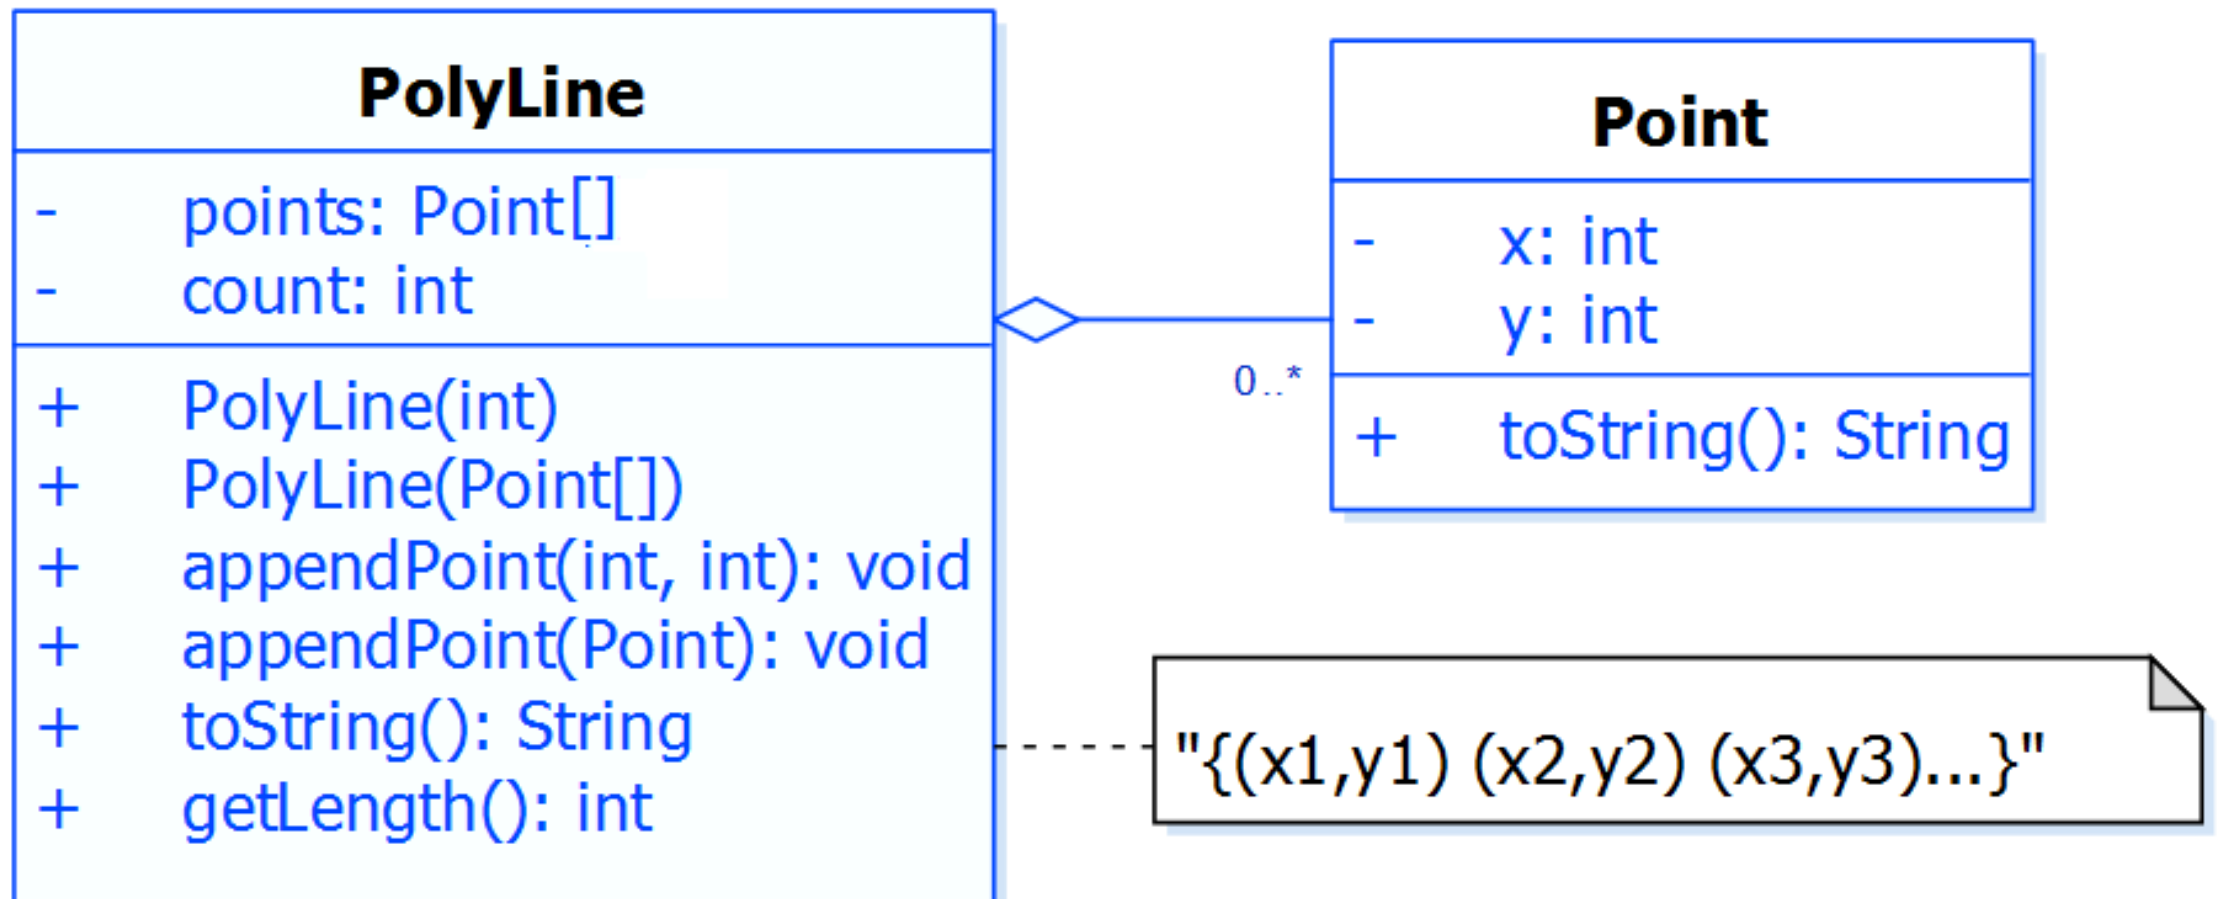 PolyLine
- points: Point[]
- count: int
+ PolyLine(int)
+ PolyLine(Point[])
+ appendPoint(int, int): void
+ appendPoint(Point): void
+ toString(): String
+ getLength(): int
0..*
Point
- x: int
- y: int
+ toString(): String
"{(x1,y1) (x2,y2) (x3,y3)...}"